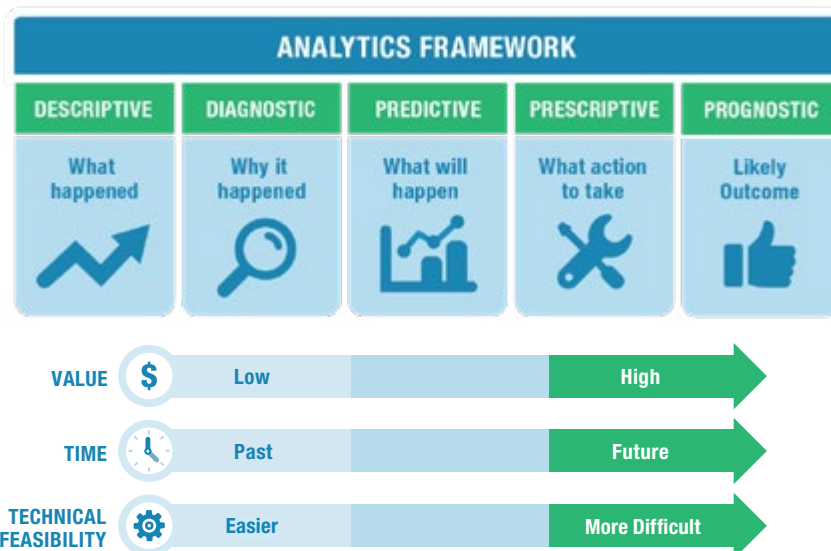 ANALYTICS FRAMEWORK
DESCRIPTIVE
What
happened
DIAGNOSTIC
Why it
happened
PREDICTIVE
What will
happen
PRESCRIPTIVE
What action
to take
PROGNOSTIC
Likely
Outcome
VALUE $ Low High
TIME Past Future
TECHNICAL
FEASIBILITY Easier More Difficult